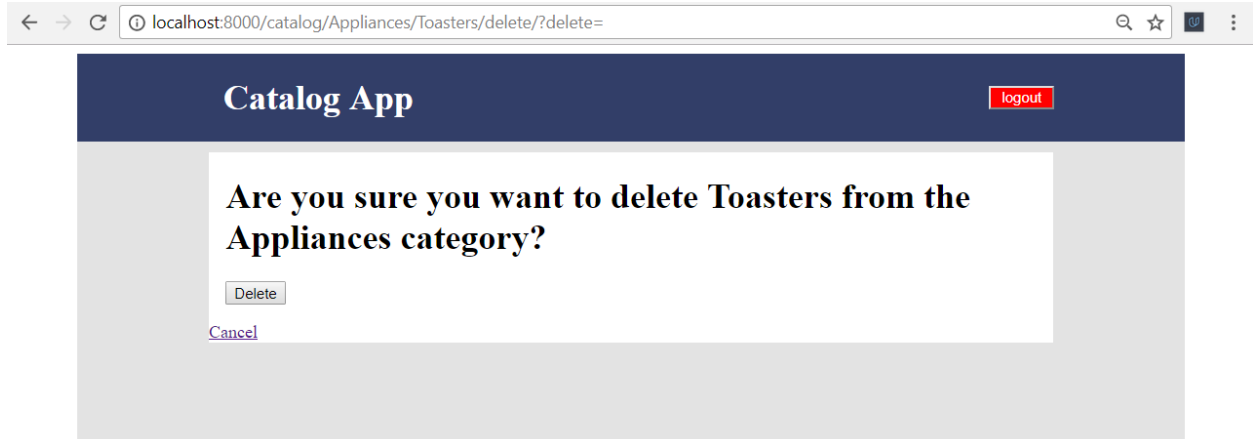 localhost:8000/catalog/Appliances/Toasters/delete/?delete=
Catalog App
logout
Are you sure you want to delete Toasters from the
Appliances category?
Delete
Cancel